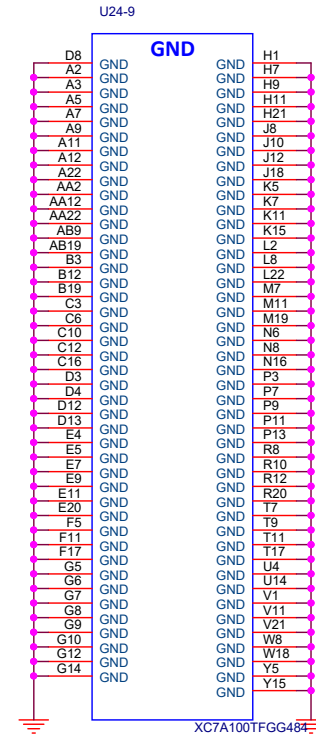 U24-9
GND
D8 GND GND H1
A2 GND GND H7
A3 GND GND H9
A5 GND GND H11
A7 GND GND H21
A9 GND GND J8
A11 GND GND J10
A12 GND GND J12
A22 GND GND J18
AA2 GND GND K5
AA12 GND GND K7
AA22 GND GND K11
AB9 GND GND K15
AB19 GND GND L2
B3 GND GND L8
B12 GND GND L22
B19 GND GND M7
C3 GND GND M11
C6 GND GND M19
C10 GND GND N6
C12 GND GND N8
C16 GND GND N16
D3 GND GND P3
D4 GND GND P7
D12 GND GND P9
D13 GND GND P11
E4 GND GND P13
E5 GND GND R8
E7 GND GND R10
E9 GND GND R12
E11 GND GND R20
E20 GND GND T7
F5 GND GND T9
F11 GND GND T11
F17 GND GND T17
G5 GND GND U4
G6 GND GND U14
G7 GND GND V1
G8 GND GND V11
G9 GND GND V21
G10 GND GND W8
G12 GND GND W18
G14 GND GND Y5
GND Y15
XC7A100TFGG484